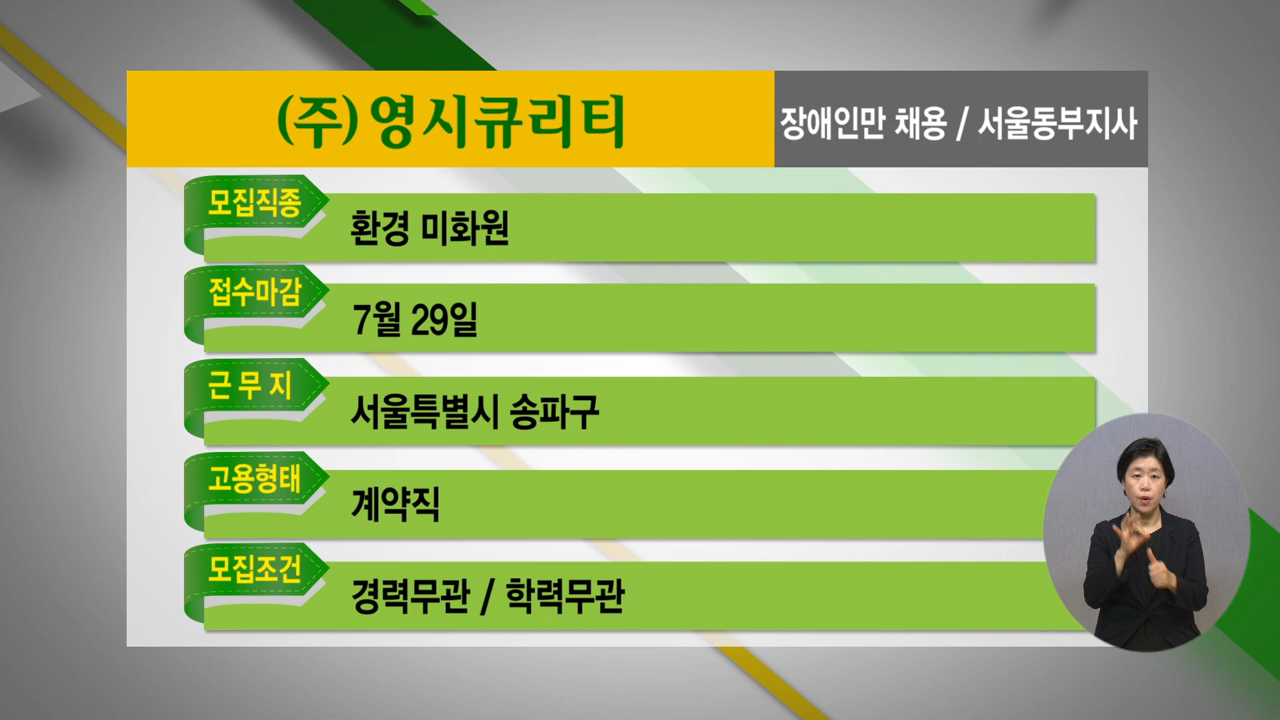 (주)영시큐리티
장애인만 채용 / 서울동부지사
모집직종
환경 미화원
접수마감
7월 29일
근 무 지
서울특별시 송파구
고용형태
계약직
모집조건
경력무관 / 학력무관